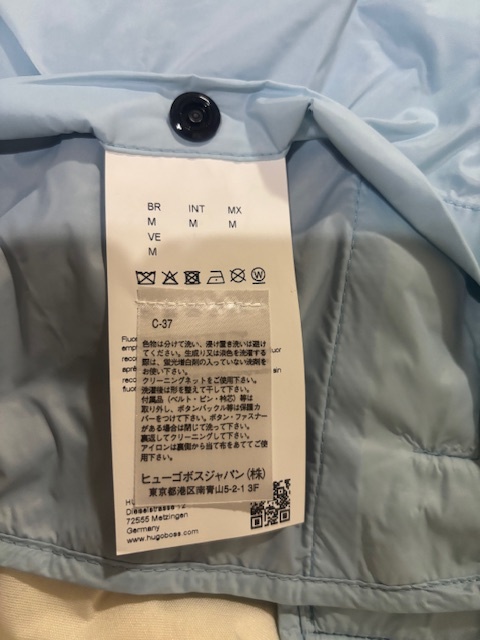 BR INT MX
M M M
VE
M
C-37
Fluor
色物は分けて洗い、浸け置き洗いは避け
てください。生成り又は淡色を洗濯する
際は、蛍光増白剤の入っていない洗剤を
お使い下さい。
クリーニングネットをご使用下さい。
洗濯後は形を整えて干して下さい。
付属品(ベルト・ピン・衿芯)等は
取り外し、ボタンバックル等は保護カ
バーをつけて下さい。ボタン・ファスナー
がある場合は閉じて洗って下さい。
裏返してクリーニングして下さい。
アイロンは裏側から当て布をあててご使
用下さい。
ヒューゴボスジャパン(株)
東京都港区南青山5-2-1 3F
72555 Metzingen
Germany
www.hugoboss.com